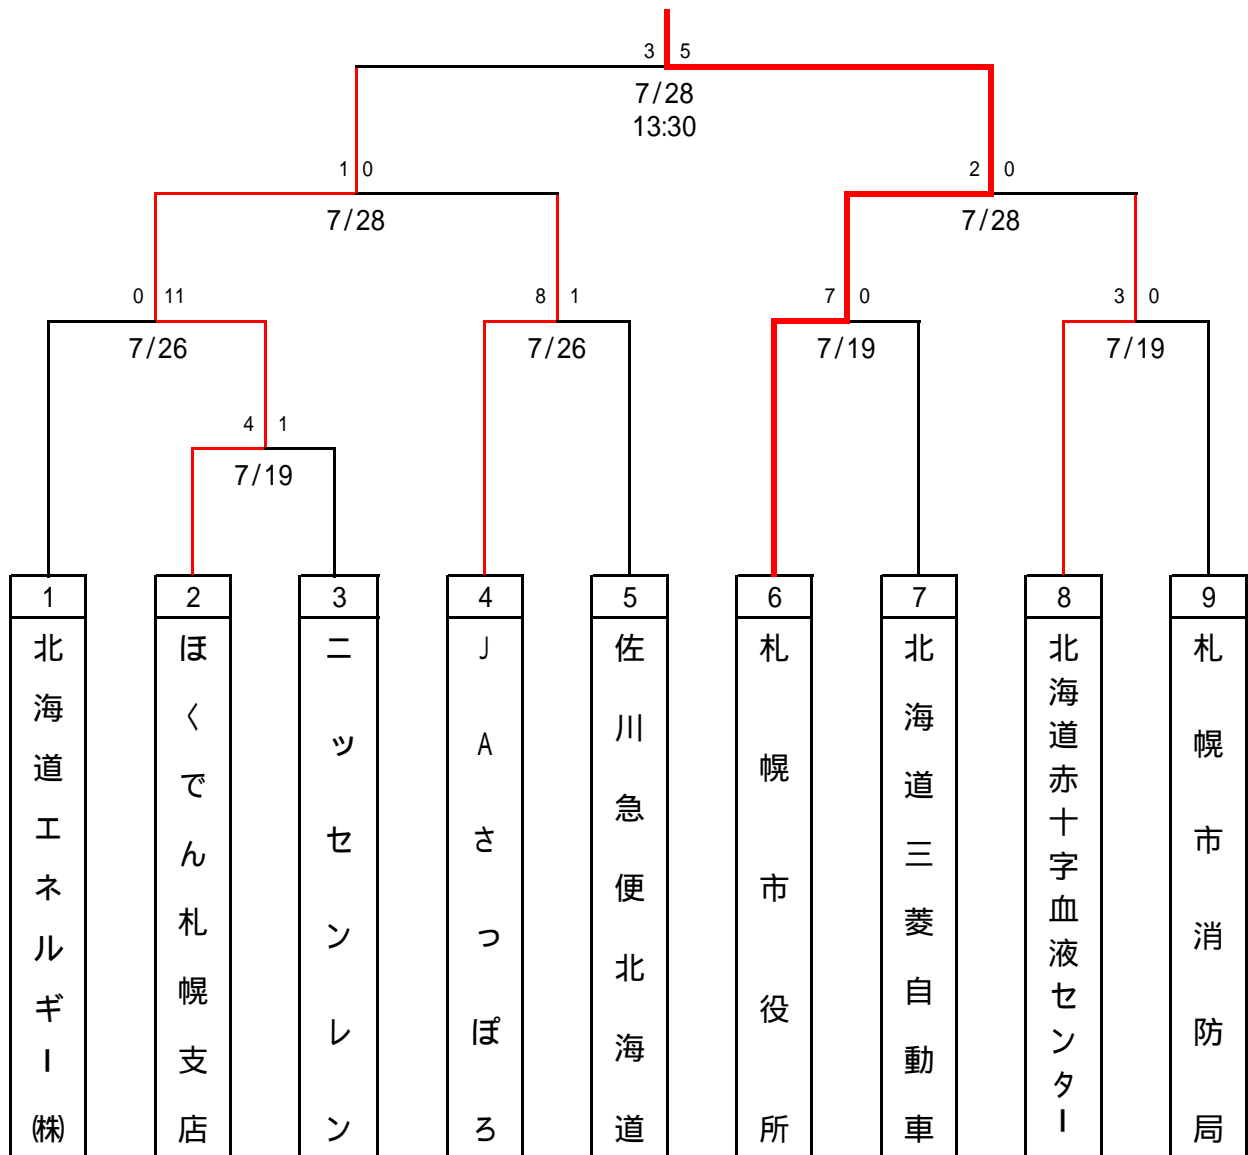 3 5
7/28
13:30
1 0
2 0
7/28
7/28
0 11
8 1
7 0
3 0
7/26
7/26
7/19
7/19
4 1
7/19
1
2
3
4
5
6
7
8
9
北海道エネルギー㈱
ほくでん札幌支店
ニッセンレン
JAさっぽろ
佐川急便北海道
札幌市役所
北海道三菱自動車
北海道赤十字血液センター
札幌市消防局